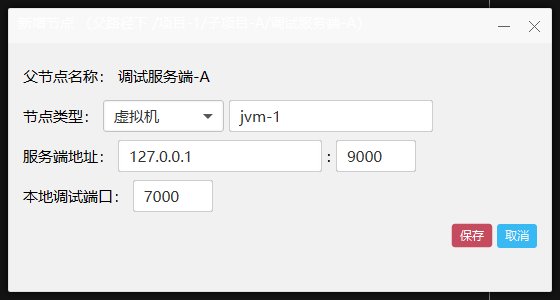 新增节点 （父路径下 /项目-1/子项目-A/调试服务端-A）
父节点名称： 调试服务端-A
节点类型： 虚拟机 jvm-1
服务端地址： 127.0.0.1 : 9000
本地调试端口： 7000
保存 取消